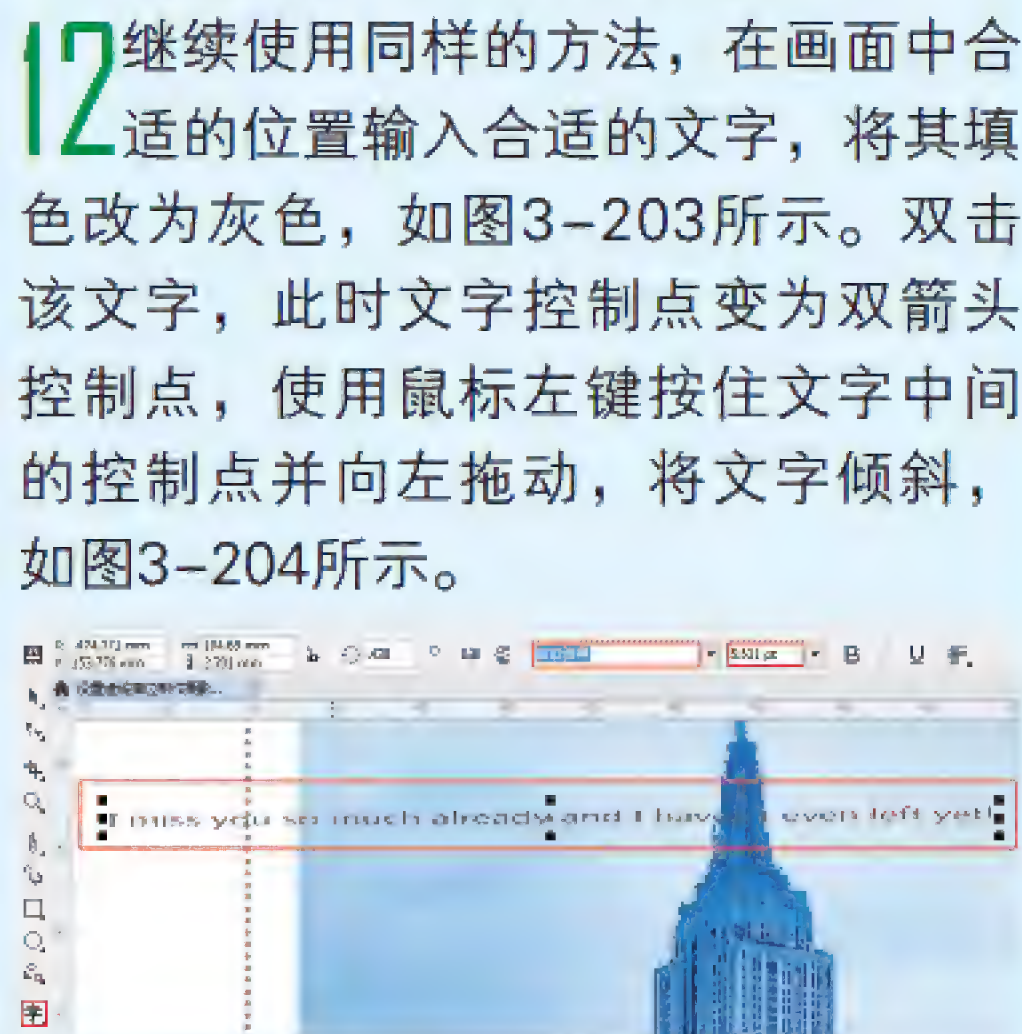 12继续使用同样的方法，在画面中合
适的位置输入合适的文字，将其填
色改为灰色，如图3-203所示。双击
该文字，此时文字控制点变为双箭头
控制点，使用鼠标左键按住文字中间
的控制点并向左拖动，将文字倾斜，
如图3-204所示。
B U
I miss you so much already and I haven't even left yet!
字